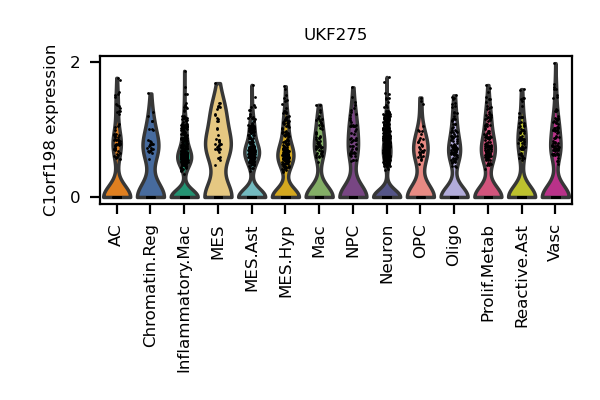 UKF275
C1orf198 expression
2
0
AC
Chromatin.Reg
Inflammatory.Mac
MES
MES.Ast
MES.Hyp
Mac
NPC
Neuron
OPC
Oligo
Prolif.Metab
Reactive.Ast
Vasc